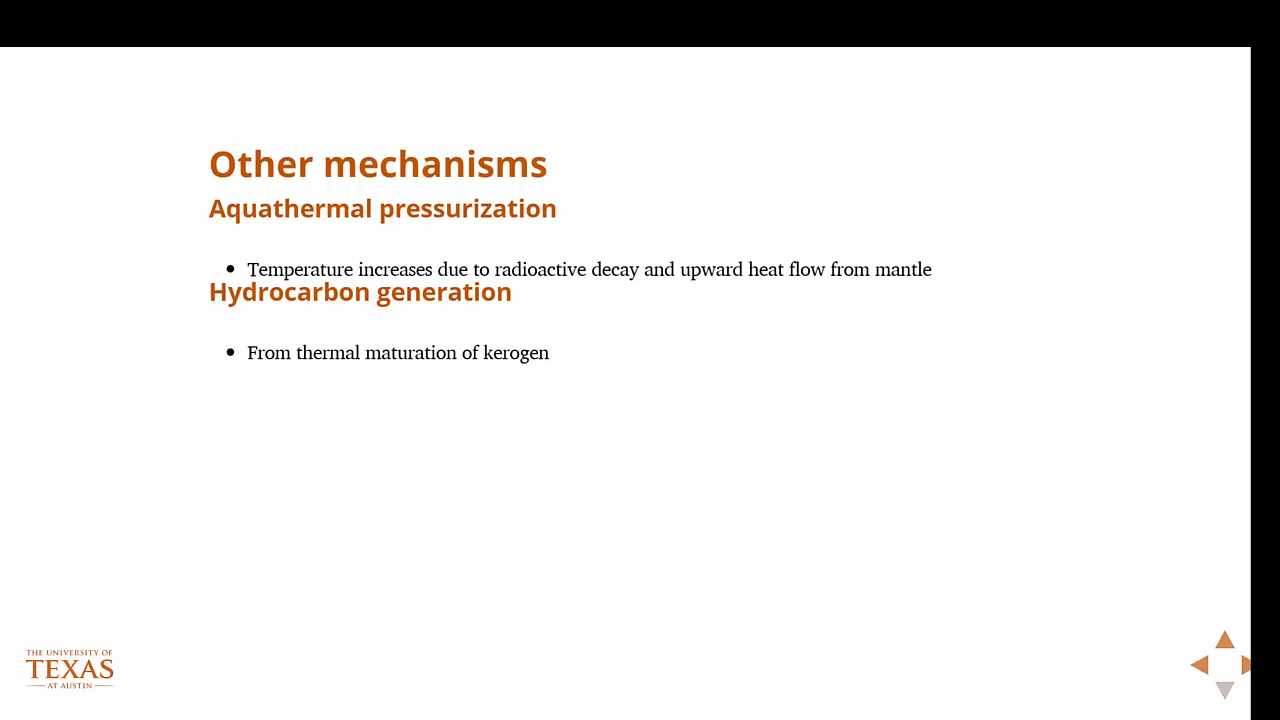 Other mechanisms
Aquathermal pressurization
• Temperature increases due to radioactive decay and upward heat flow from mantle
Hydrocarbon generation
• From thermal maturation of kerogen
THE UNIVERSITY OF
TEXAS
AT AUSTIN